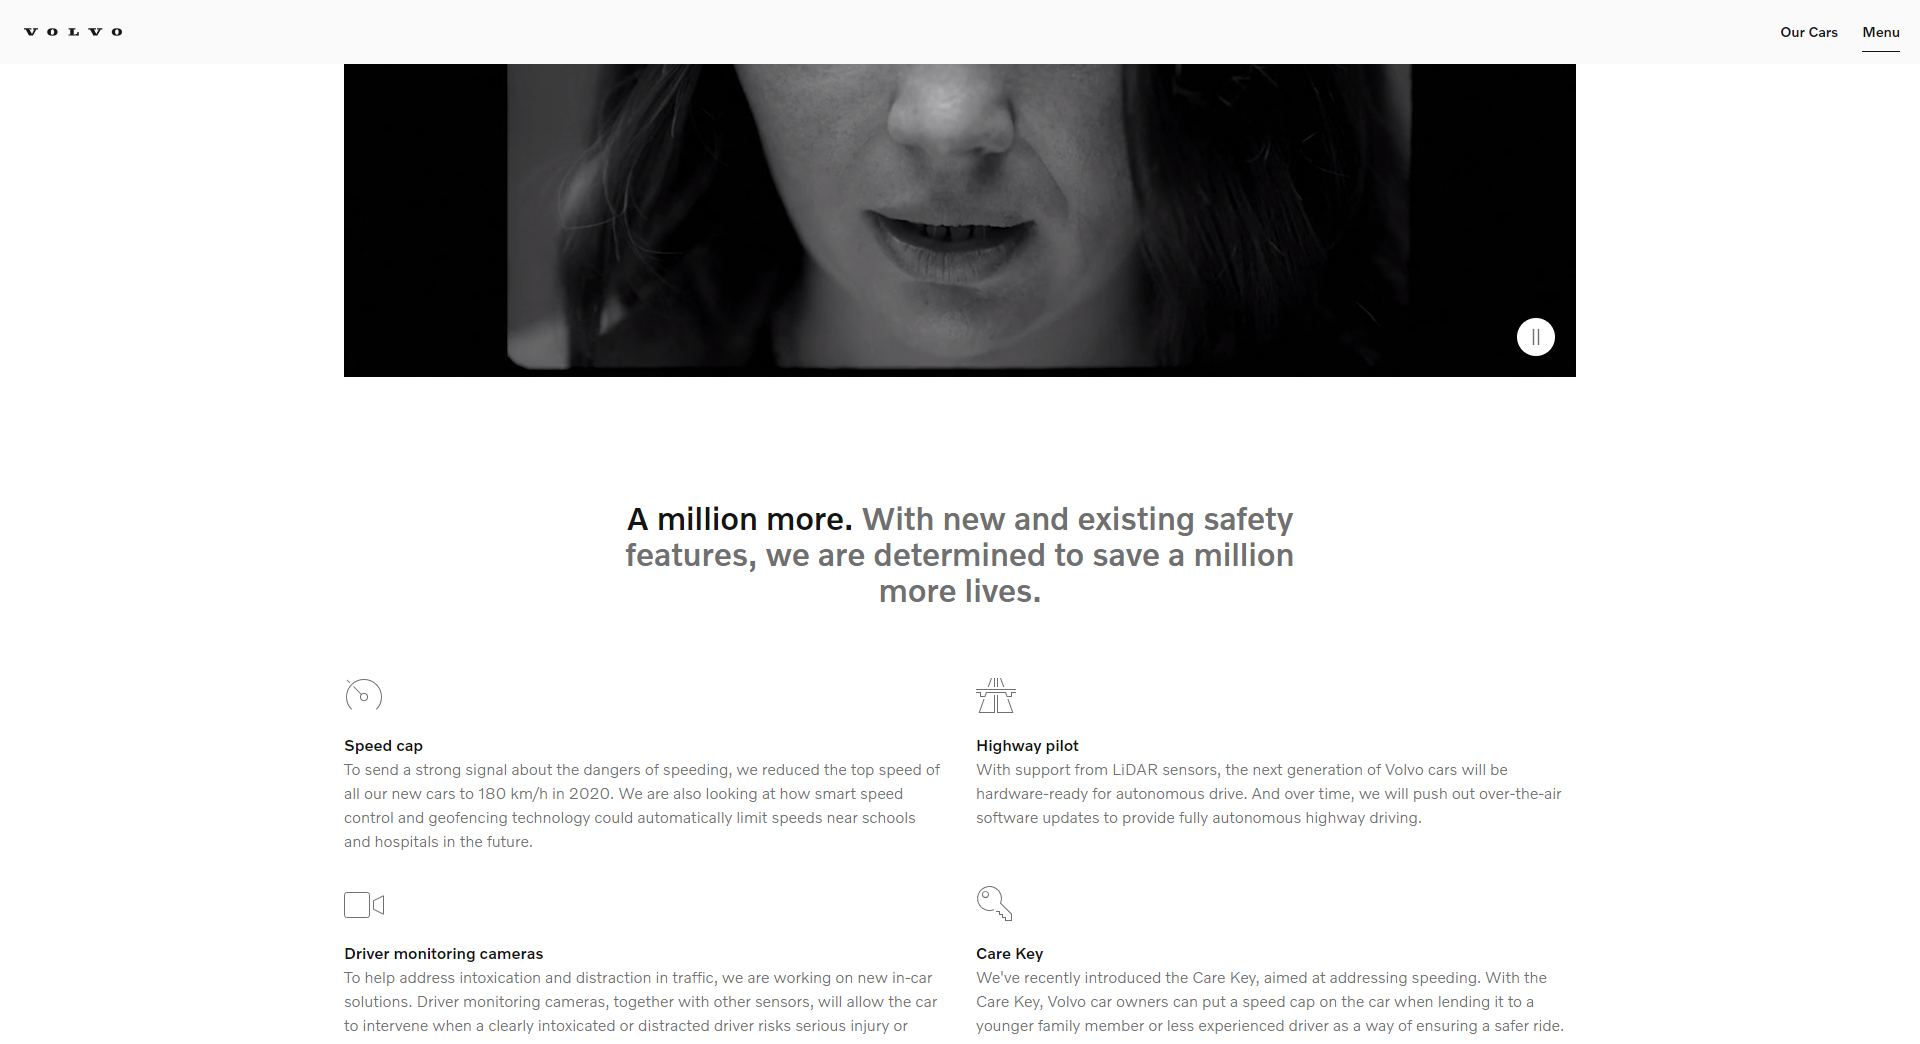 VOLVO
Our Cars
Menu
A million more. With new and existing safety
features, we are determined to save a million
more lives.
Speed cap
To send a strong signal about the dangers of speeding, we reduced the top speed of
all our new cars to 180 km/h in 2020. We are also looking at how smart speed
control and geofencing technology could automatically limit speeds near schools
and hospitals in the future.
Highway pilot
With support from LiDAR sensors, the next generation of Volvo cars will be
hardware-ready for autonomous drive. And over time, we will push out over-the-air
software updates to provide fully autonomous highway driving.
Driver monitoring cameras
To help address intoxication and distraction in traffic, we are working on new in-car
solutions. Driver monitoring cameras, together with other sensors, will allow the car
to intervene when a clearly intoxicated or distracted driver risks serious injury or
Care Key
We've recently introduced the Care Key, aimed at addressing speeding. With the
Care Key, Volvo car owners can put a speed cap on the car when lending it to a
younger family member or less experienced driver as a way of ensuring a safer ride.